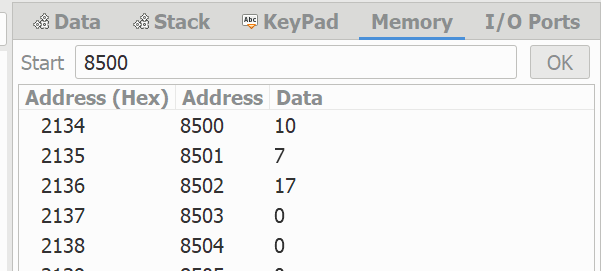 Data Stack Abc KeyPad Memory I/O Ports
Start 8500 OK
Address (Hex) Address Data
2134 8500 10
2135 8501 7
2136 8502 17
2137 8503 0
2138 8504 0